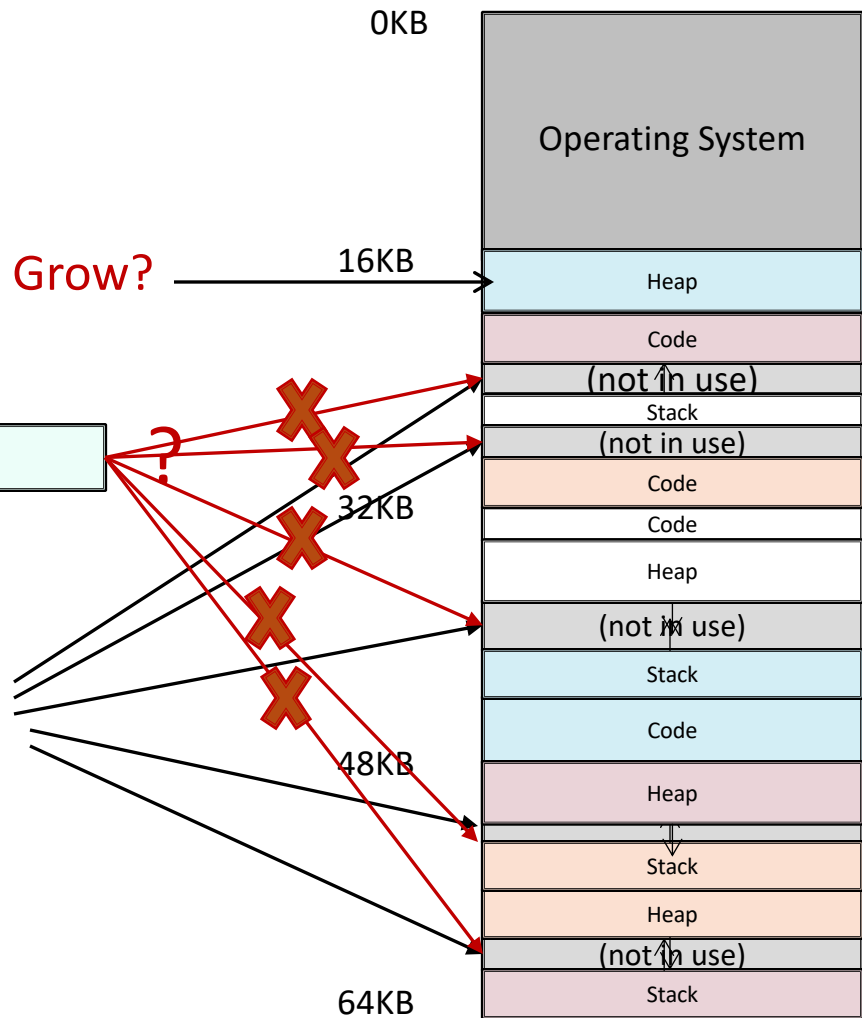 0KB
Operating System
Grow?
16KB
Heap
Code
(not in use)
Stack
?
(not in use)
Code
32KB
Code
Heap
(not in use)
Stack
Code
48KB
Heap
Stack
Heap
(not in use)
Stack
64KB